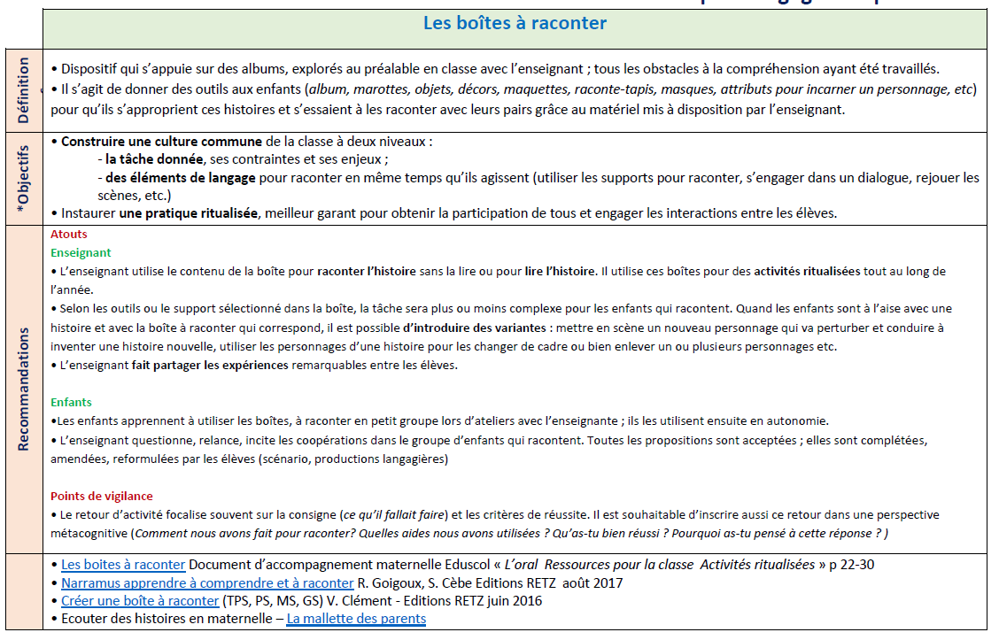 Les boîtes à raconter
Définition
• Dispositif qui s’appuie sur des albums, explorés au préalable en classe avec l’enseignant ; tous les obstacles à la compréhension ayant été travaillés.
• Il s’agit de donner des outils aux enfants (album, marottes, objets, décors, maquettes, raconte-tapis, masques, attributs pour incarner un personnage, etc)
pour qu’ils s’approprient ces histoires et s’essaient à les raconter avec leurs pairs grâce au matériel mis à disposition par l’enseignant.
*Objectifs
• Construire une culture commune de la classe à deux niveaux :
- la tâche donnée, ses contraintes et ses enjeux ;
- des éléments de langage pour raconter en même temps qu’ils agissent (utiliser les supports pour raconter, s’engager dans un dialogue, rejouer les
scènes, etc.)
• Instaurer une pratique ritualisée, meilleur garant pour obtenir la participation de tous et engager les interactions entre les élèves.
Recommandations
Atouts
Enseignant
• L’enseignant utilise le contenu de la boîte pour raconter l’histoire sans la lire ou pour lire l’histoire. Il utilise ces boîtes pour des activités ritualisées tout au long de
l’année.
• Selon les outils ou le support sélectionné dans la boîte, la tâche sera plus ou moins complexe pour les enfants qui racontent. Quand les enfants sont à l’aise avec une
histoire et avec la boîte à raconter qui correspond, il est possible d’introduire des variantes : mettre en scène un nouveau personnage qui va perturber et conduire à
inventer une histoire nouvelle, utiliser les personnages d’une histoire pour les changer de cadre ou bien enlever un ou plusieurs personnages etc.
• L’enseignant fait partager les expériences remarquables entre les élèves.
Enfants
•Les enfants apprennent à utiliser les boîtes, à raconter en petit groupe lors d’ateliers avec l’enseignante ; ils les utilisent ensuite en autonomie.
• L’enseignant questionne, relance, incite les coopérations dans le groupe d’enfants qui racontent. Toutes les propositions sont acceptées ; elles sont complétées,
amendées, reformulées par les élèves (scénario, productions langagières)
Points de vigilance
• Le retour d’activité focalise souvent sur la consigne (ce qu’il fallait faire) et les critères de réussite. Il est souhaitable d’inscrire aussi ce retour dans une perspective
métacognitive (Comment nous avons fait pour raconter? Quelles aides nous avons utilisées ? Qu’as-tu bien réussi ? Pourquoi as-tu pensé à cette réponse ? )
• Les boites à raconter Document d’accompagnement maternelle Eduscol « L’oral Ressources pour la classe Activités ritualisées » p 22-30
• Narramus apprendre à comprendre et à raconter R. Goigoux, S. Cèbe Editions RETZ août 2017
• Créer une boîte à raconter (TPS, PS, MS, GS) V. Clément - Editions RETZ juin 2016
• Ecouter des histoires en maternelle – La mallette des parents